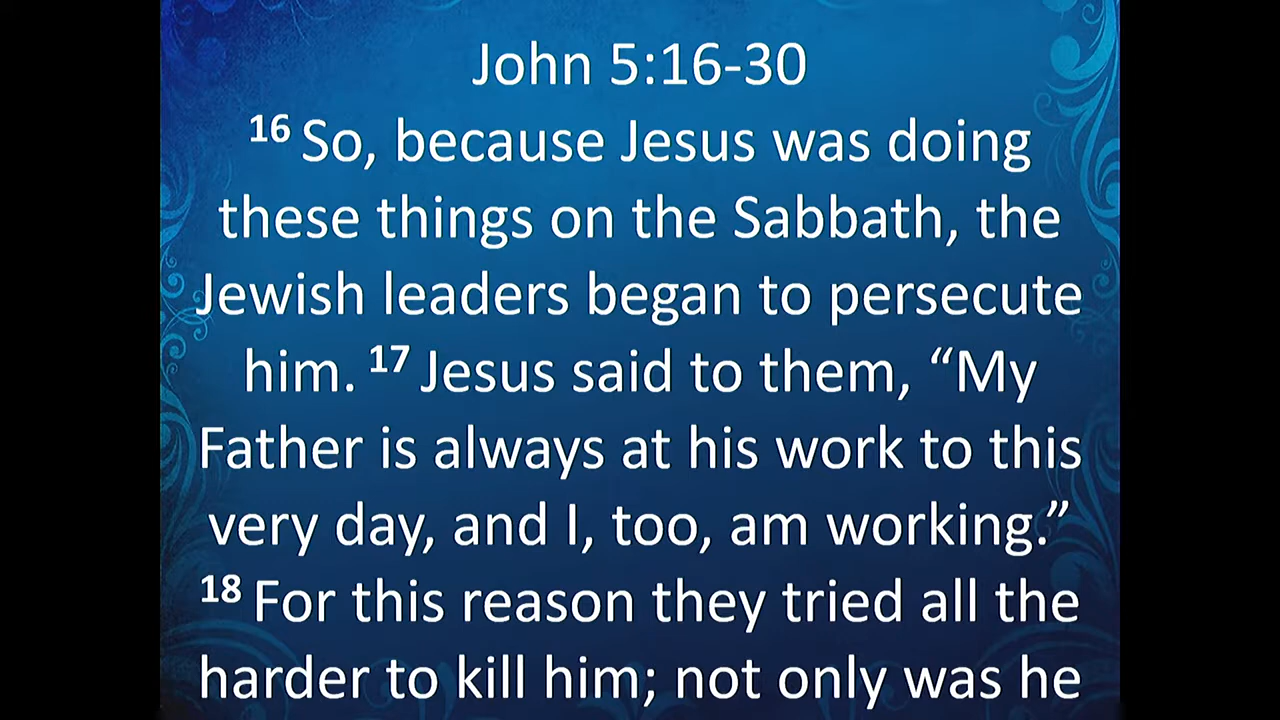 John 5:16-30
16 So, because Jesus was doing
these things on the Sabbath, the
Jewish leaders began to persecute
him. 17 Jesus said to them, “My
Father is always at his work to this
very day, and I, too, am working.”
18 For this reason they tried all the
harder to kill him; not only was he